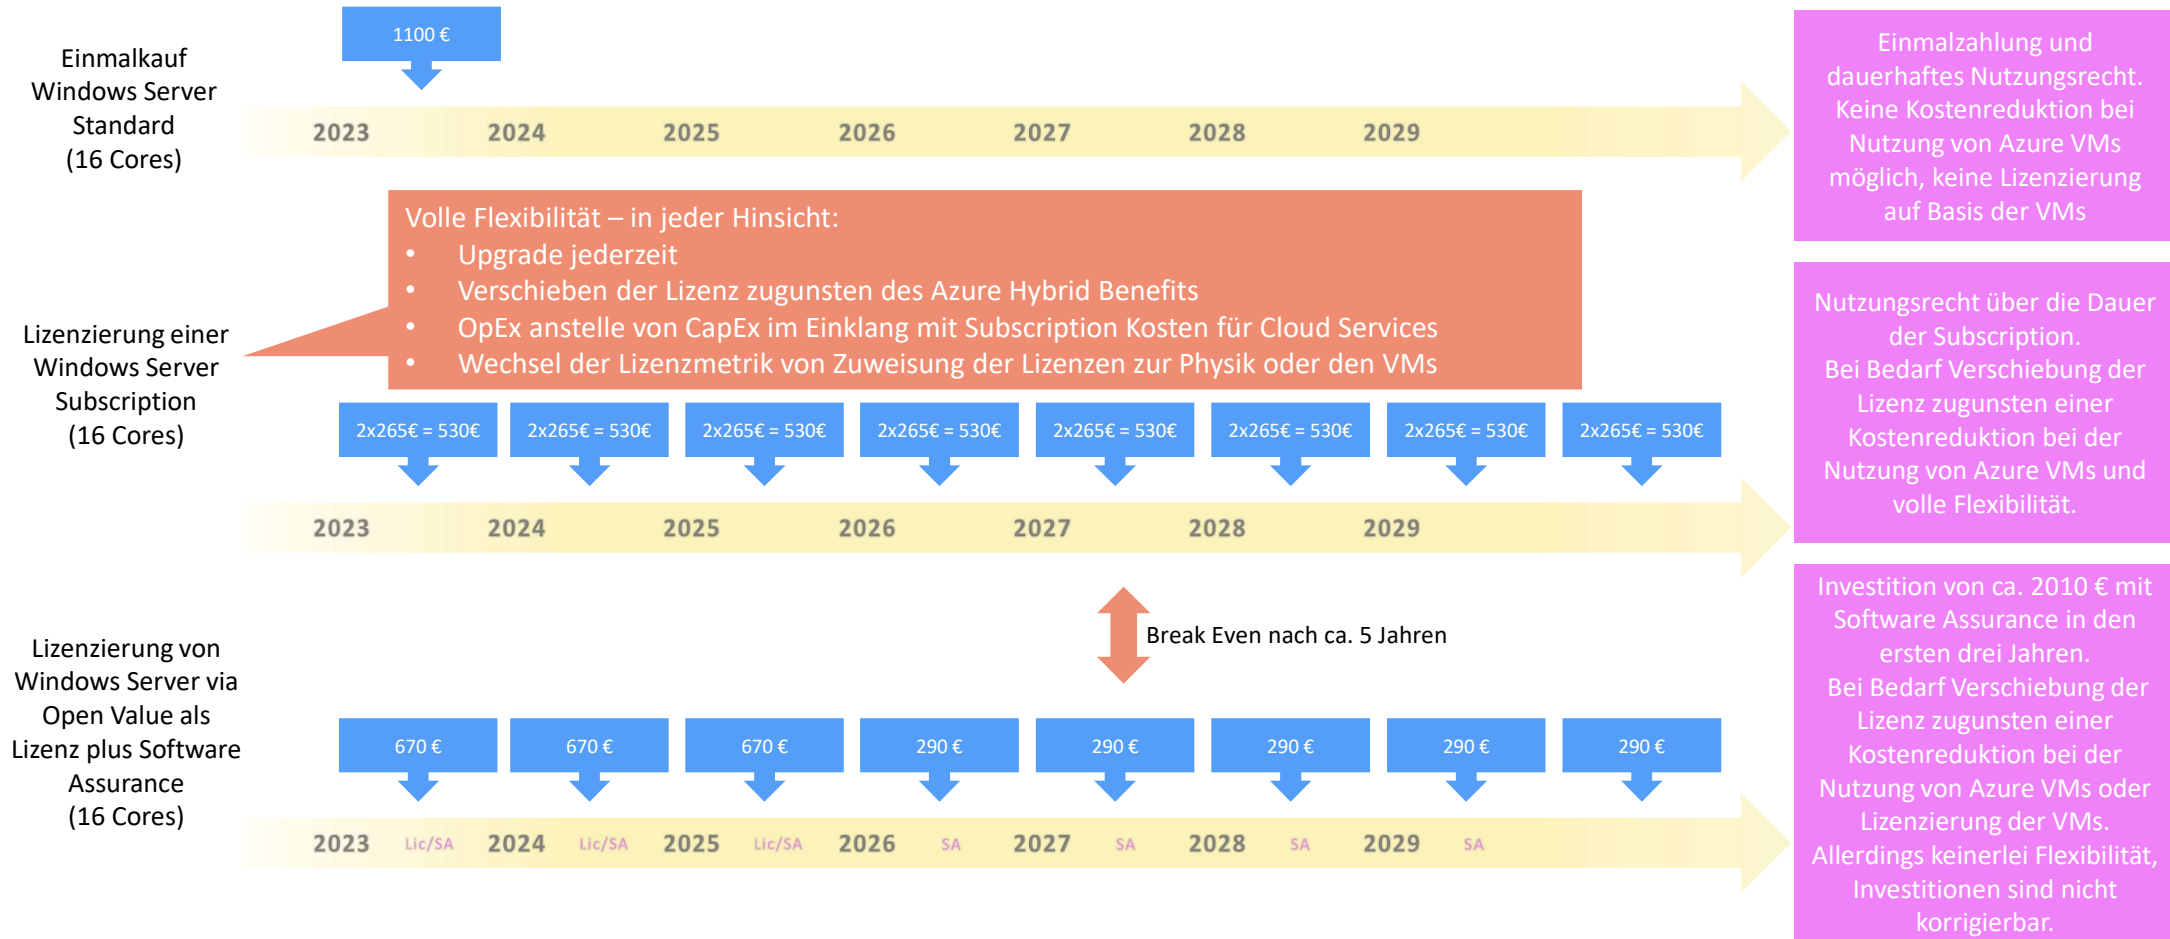 Einmalkauf
Windows Server
Standard
(16 Cores)
1100 €
2023 2024 2025 2026 2027 2028 2029
Einmalzahlung und
dauerhaftes Nutzungsrecht.
Keine Kostenreduktion bei
Nutzung von Azure VMs
möglich, keine Lizenzierung
auf Basis der VMs
Volle Flexibilität – in jeder Hinsicht:
• Upgrade jederzeit
• Verschieben der Lizenz zugunsten des Azure Hybrid Benefits
• OpEx anstelle von CapEx im Einklang mit Subscription Kosten für Cloud Services
• Wechsel der Lizenzmetrik von Zuweisung der Lizenzen zur Physik oder den VMs
Lizenzierung einer
Windows Server
Subscription
(16 Cores)
2x265€ = 530€ 2x265€ = 530€ 2x265€ = 530€ 2x265€ = 530€ 2x265€ = 530€ 2x265€ = 530€ 2x265€ = 530€ 2x265€ = 530€
2023 2024 2025 2026 2027 2028 2029
Nutzungsrecht über die Dauer
der Subscription.
Bei Bedarf Verschiebung der
Lizenz zugunsten einer
Kostenreduktion bei der
Nutzung von Azure VMs und
volle Flexibilität.
Break Even nach ca. 5 Jahren
Lizenzierung von
Windows Server via
Open Value als
Lizenz plus Software
Assurance
(16 Cores)
670 € 670 € 670 € 290 € 290 € 290 € 290 € 290 €
2023 Lic/SA 2024 Lic/SA 2025 Lic/SA 2026 SA 2027 SA 2028 SA 2029 SA
Investition von ca. 2010 € mit
Software Assurance in den
ersten drei Jahren.
Bei Bedarf Verschiebung der
Lizenz zugunsten einer
Kostenreduktion bei der
Nutzung von Azure VMs oder
Lizenzierung der VMs.
Allerdings keinerlei Flexibilität,
Investitionen sind nicht
korrigierbar.